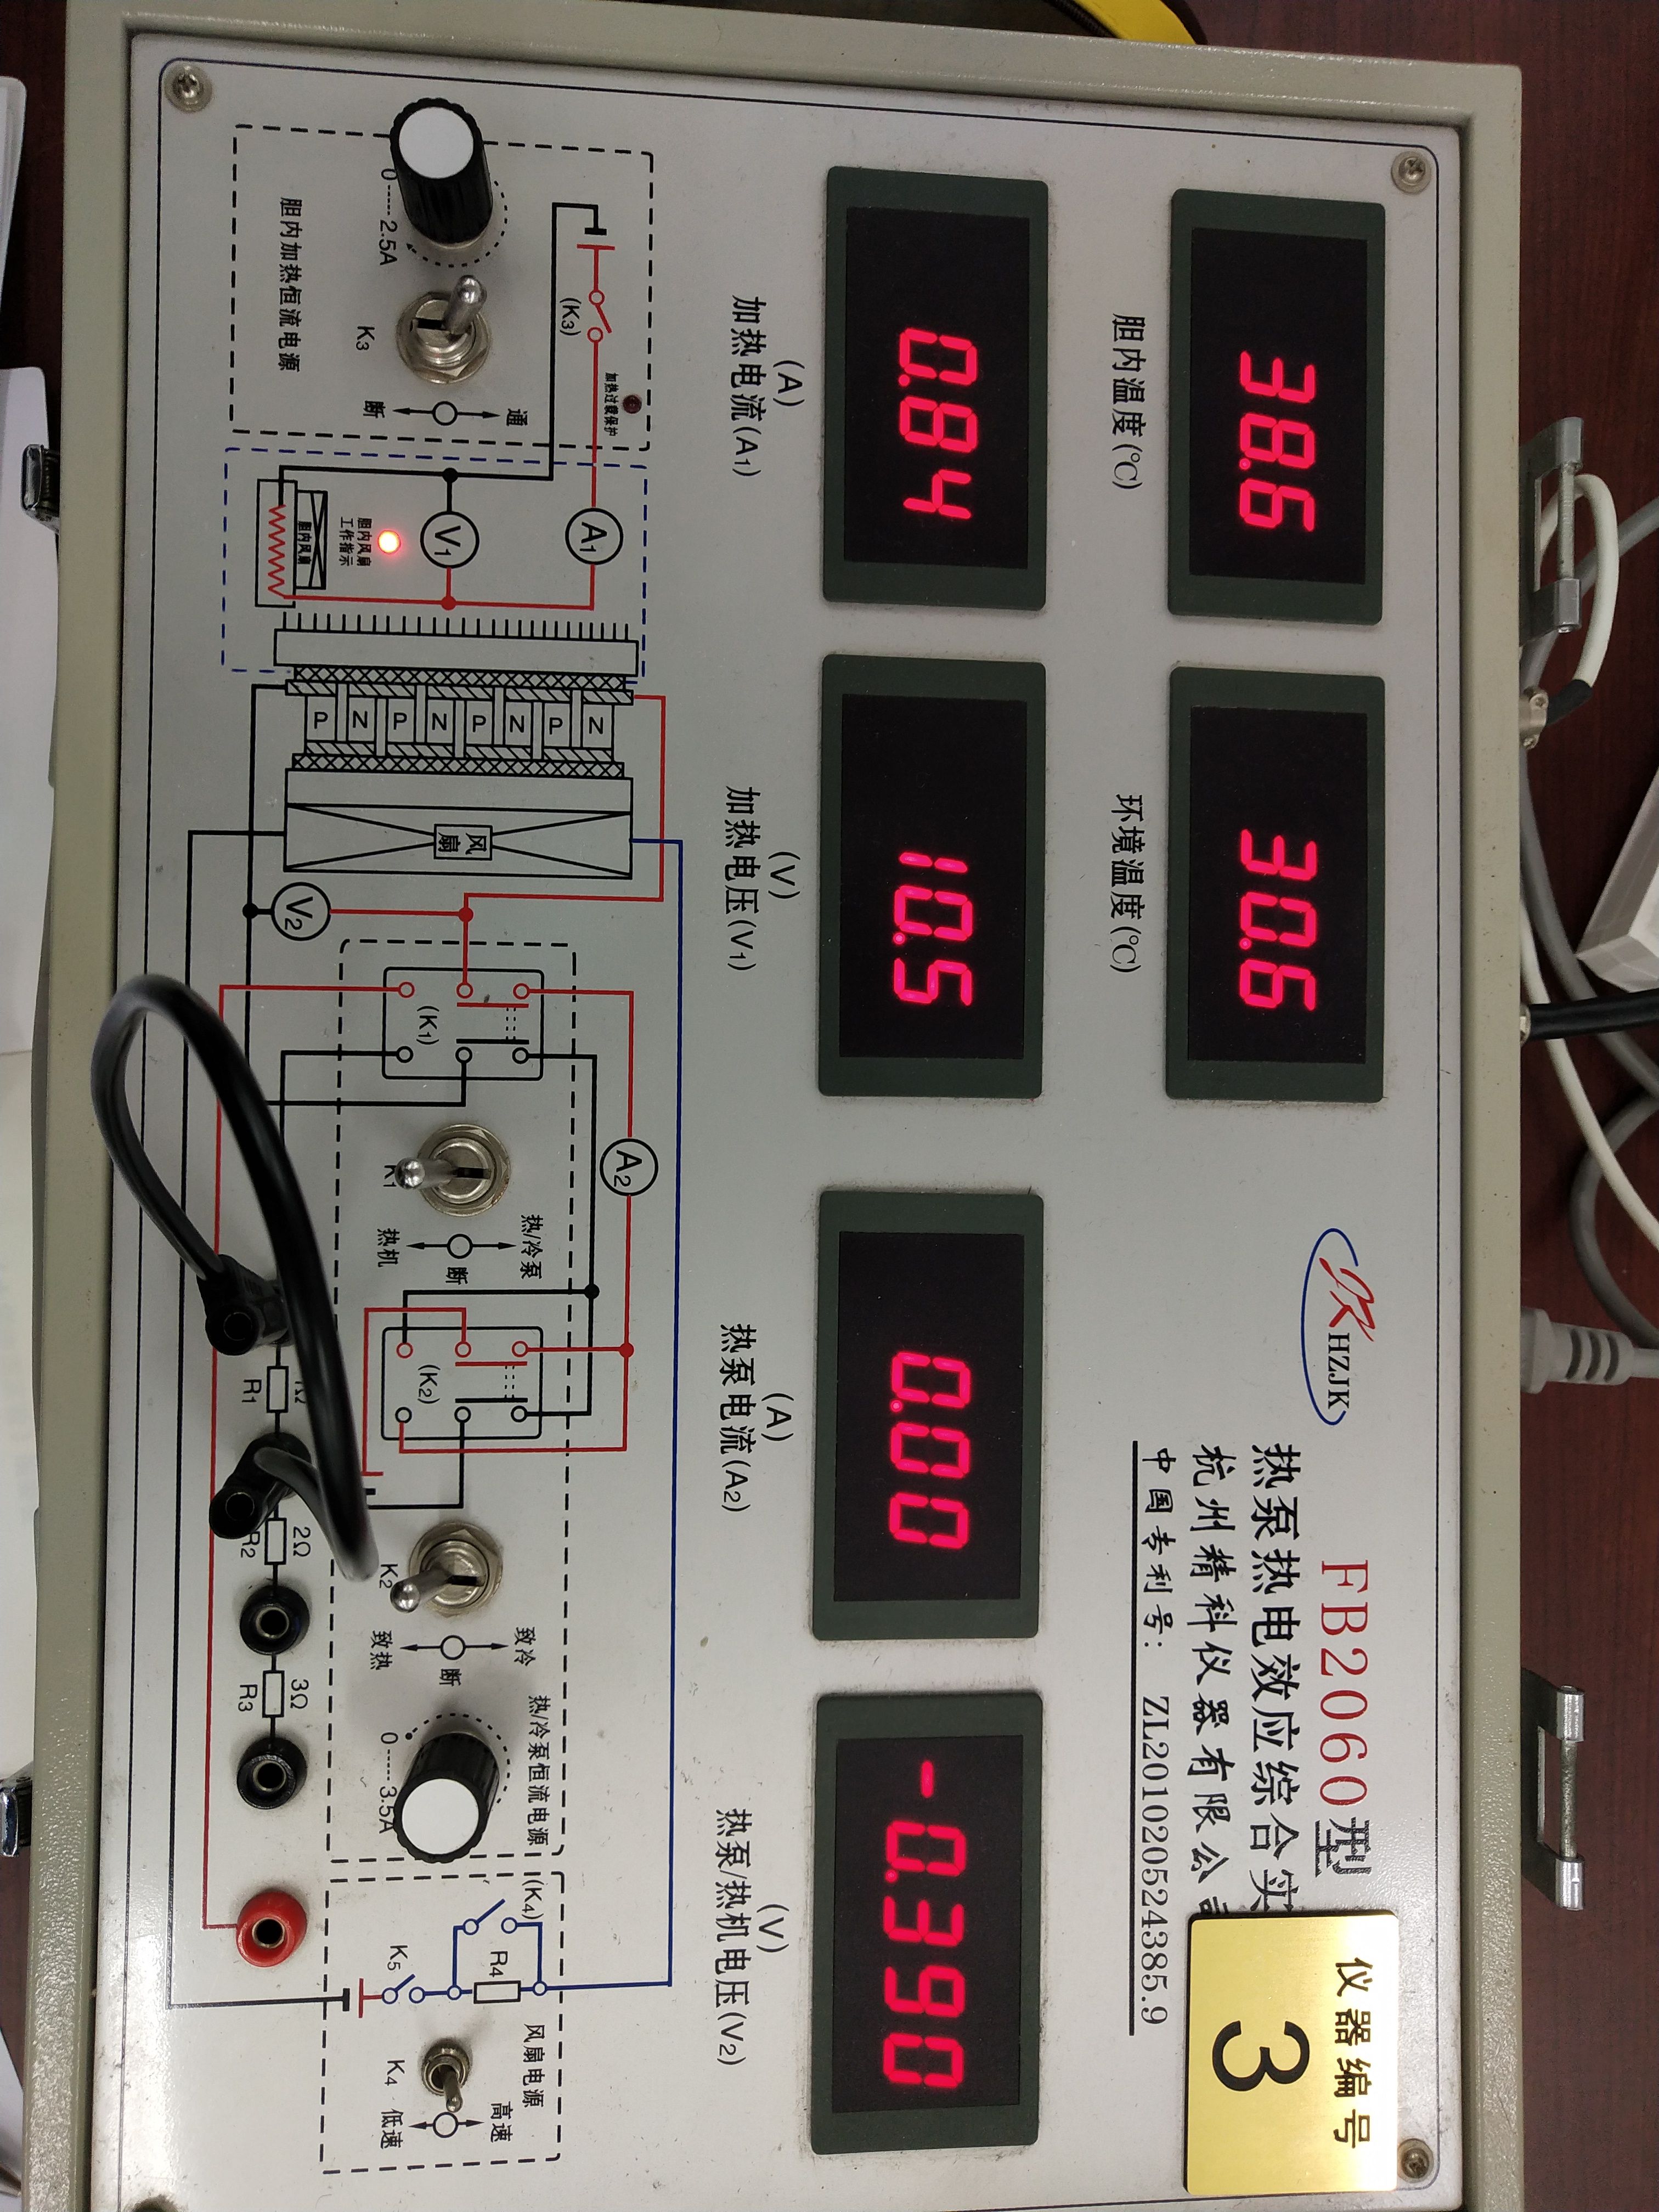 38.6
30.6
JK HZJK
FB2060型
仪器编号
3
热泵热电效应综合实
杭州精科仪器有限公司
中国专利号: ZL201020524385.9
胆内温度(℃)
环境温度(℃)
0.84
10.5
0.00
-0.390
(A)
加热电流(A1)
(V)
加热电压(V1)
(A)
热泵电流(A2)
(V)
热泵/热机电压(V2)
加热过载保护
(K3)
A1
通
断
0-----2.5A
K3
胆内加热恒流电源
V1
胆内风扇
工作指示
胆内风扇
N
P
N
P
N
P
N
P
风扇
A2
V2
(K1)
热/冷泵
断
热机
K1
(K2)
致冷
断
致热
K2
热/冷泵恒流电源
0-----3.5A
(K4)
R4
K5
风扇电源
高速
低速
K4
1Ω
R1
2Ω
R2
3Ω
R3